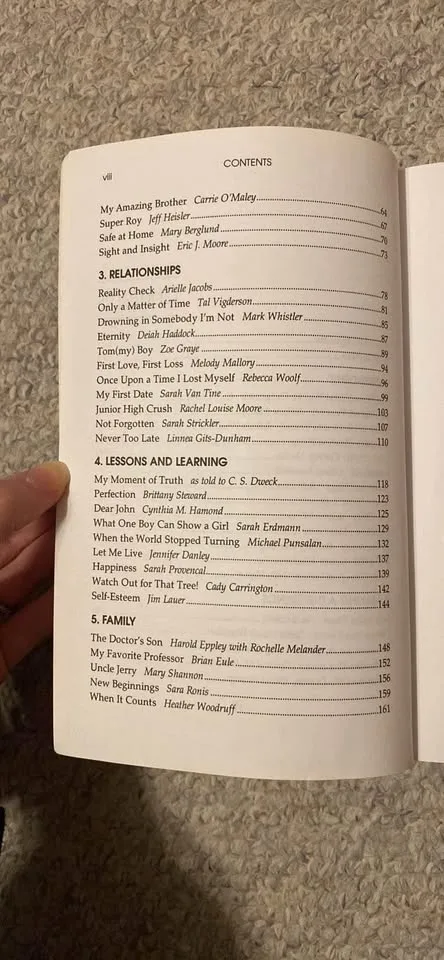 viii
CONTENTS
My Amazing Brother Carrie O'Maley 64
Super Roy Jeff Heisler 67
Safe at Home Mary Berglund 70
Sight and Insight Eric J. Moore 73
3. RELATIONSHIPS
Reality Check Arielle Jacobs 78
Only a Matter of Time Tal Vigderson 81
Drowning in Somebody I'm Not Mark Whistler 85
Eternity Deiah Haddock 87
Tom(my) Boy Zoe Graye 89
First Love, First Loss Melody Mallory 94
Once Upon a Time I Lost Myself Rebecca Woolf 96
My First Date Sarah Van Tine 99
Junior High Crush Rachel Louise Moore 103
Not Forgotten Sarah Strickler 107
Never Too Late Linnea Gits-Dunham 110
4. LESSONS AND LEARNING
My Moment of Truth as told to C. S. Dweck 118
Perfection Brittany Steward 123
Dear John Cynthia M. Hamond 125
What One Boy Can Show a Girl Sarah Erdmann 129
When the World Stopped Turning Michael Punsalan 132
Let Me Live Jennifer Danley 137
Happiness Sarah Provencal 139
Watch Out for That Tree! Cady Carrington 142
Self-Esteem Jim Lauer 144
5. FAMILY
The Doctor's Son Harold Eppley with Rochelle Melander 148
My Favorite Professor Brian Eule 152
Uncle Jerry Mary Shannon 156
New Beginnings Sara Ronis 159
When It Counts Heather Woodruff 161